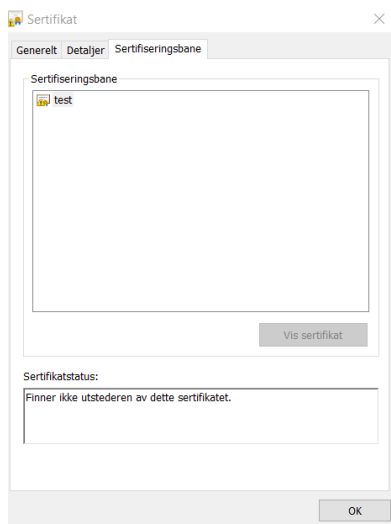 Sertifikat
Generelt Detaljer Sertifiseringsbane
Sertifiseringsbane
test
Vis sertifikat
Sertifikatstatus:
Finner ikke utstederen av dette sertifikatet.
OK